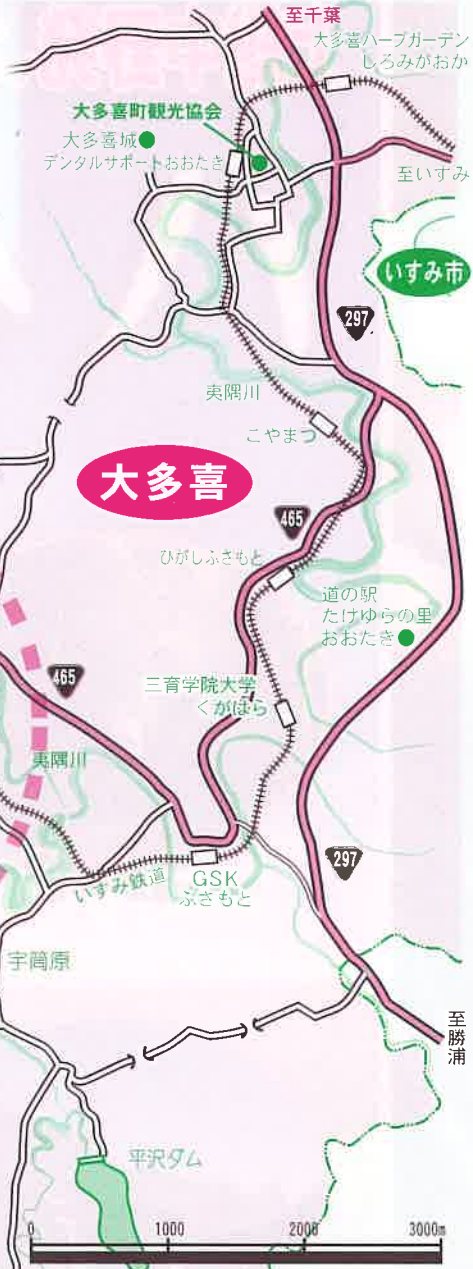 至千葉
大多喜ハーブガーデン
しろみがおか
大多喜町観光協会
大多喜城
デンタルサポートおおたき
至いすみ
いすみ市
297
夷隅川
こやまつ
大多喜
465
ひがしふさもと
道の駅
たけゆらの里
おおたき
465
三育学院大学
くがはら
夷隅川
297
いすみ鉄道
GSK
ふさもと
宇筒原
至勝浦
平沢ダム
0 1000 2000 3000m